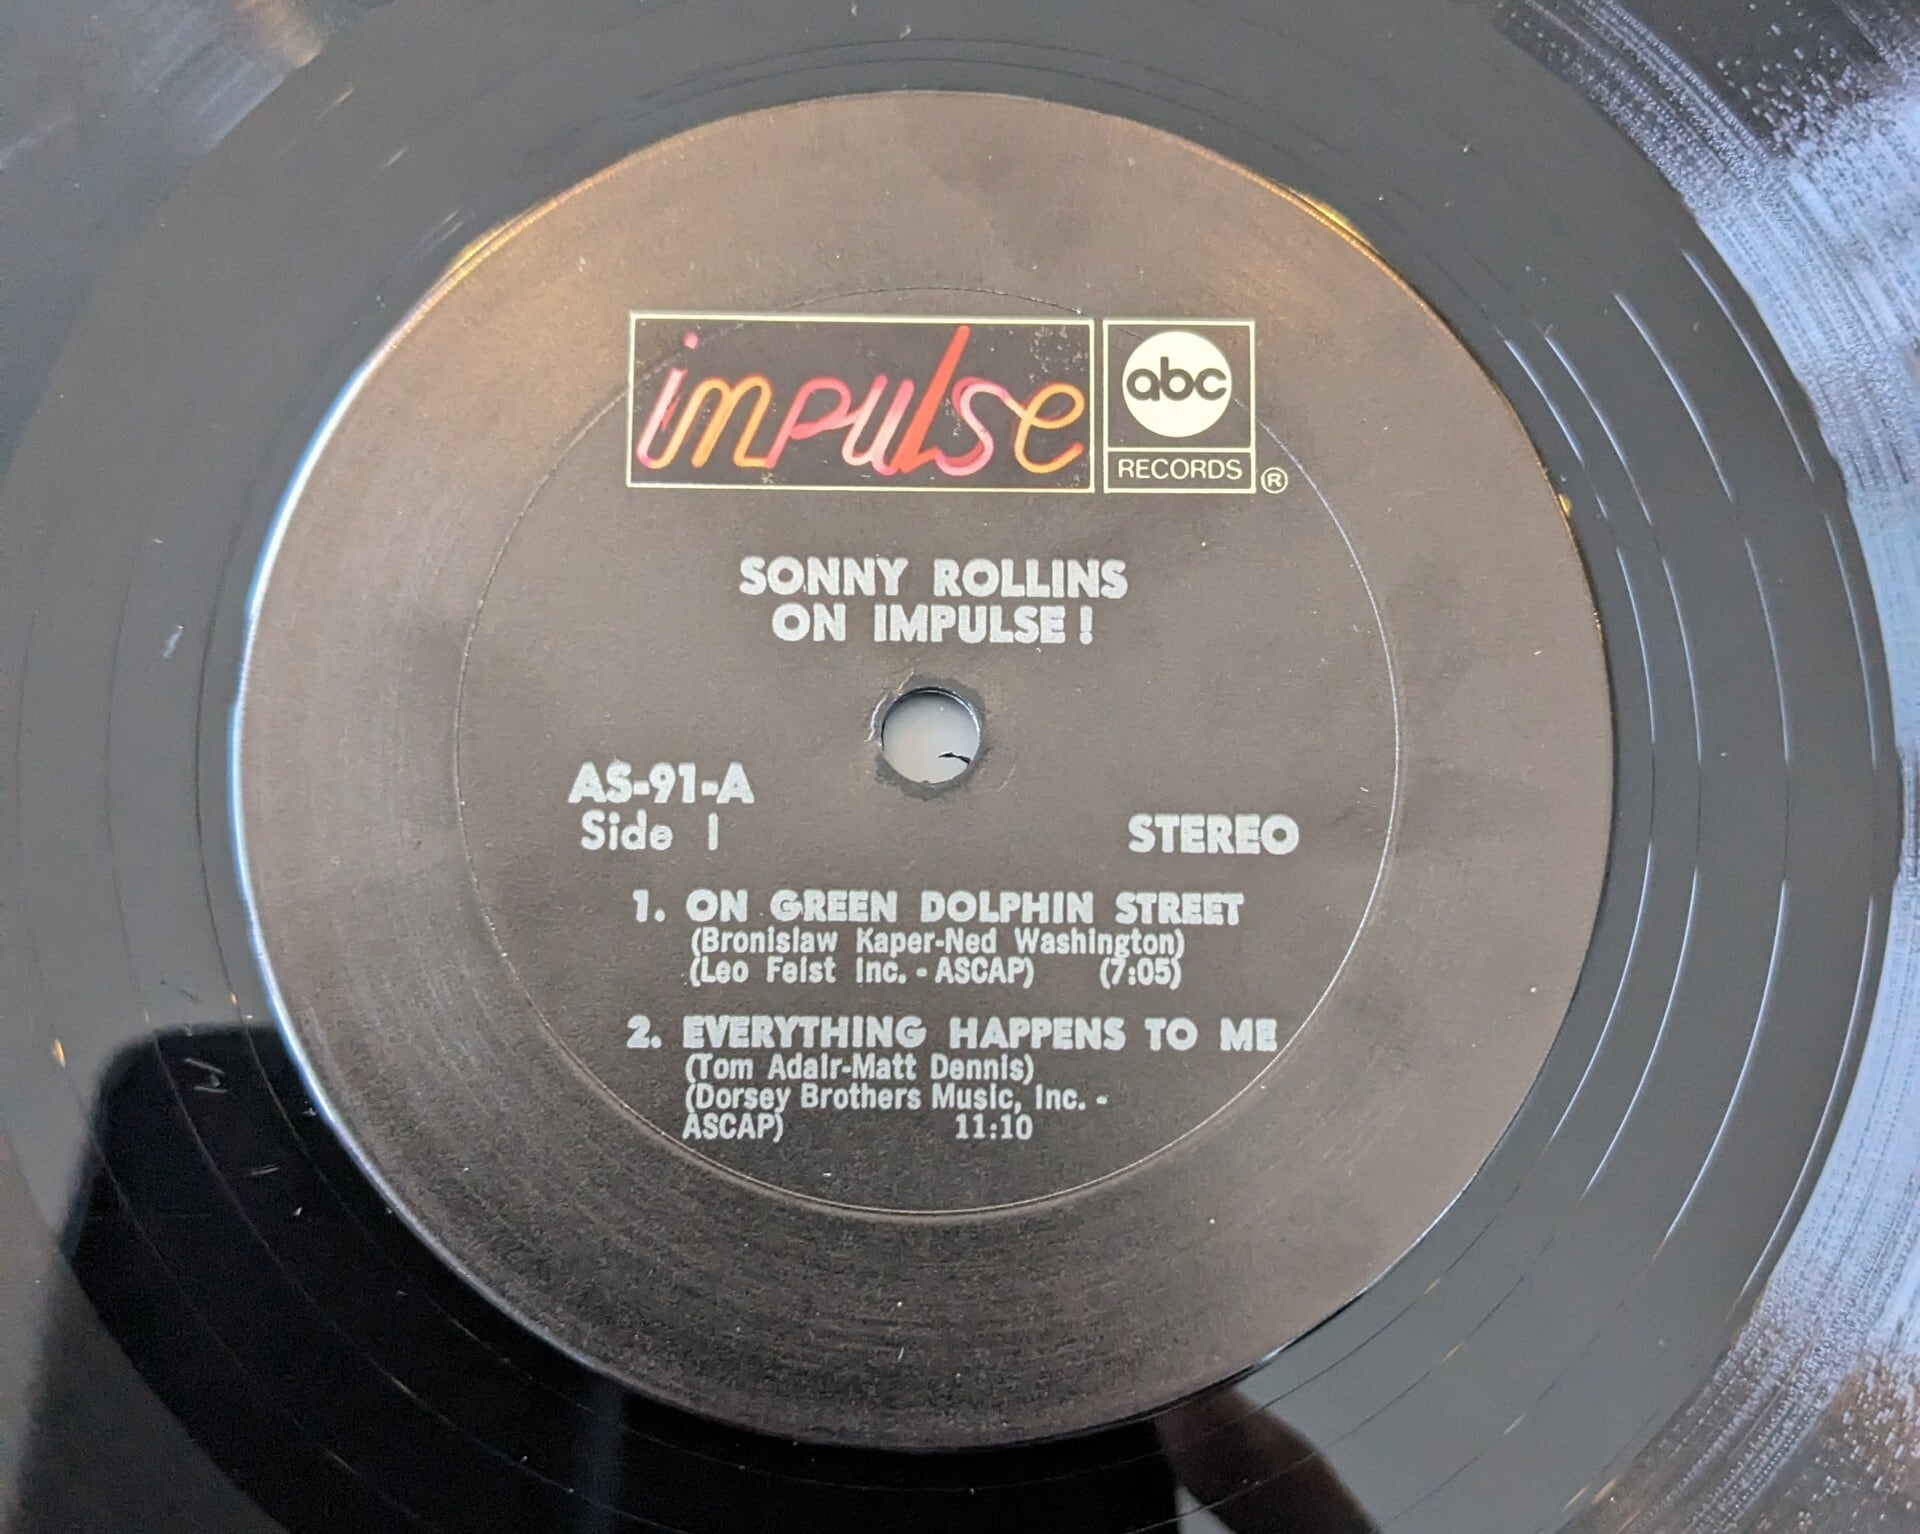 impulse
abc
RECORDS ®
SONNY ROLLINS
ON IMPULSE!
AS-91-A
Side 1
STEREO
1. ON GREEN DOLPHIN STREET
(Bronislaw Kaper-Ned Washington)
(Leo Feist Inc. - ASCAP) (7:05)
2. EVERYTHING HAPPENS TO ME
(Tom Adair-Matt Dennis)
(Dorsey Brothers Music, Inc. -
ASCAP) 11:10